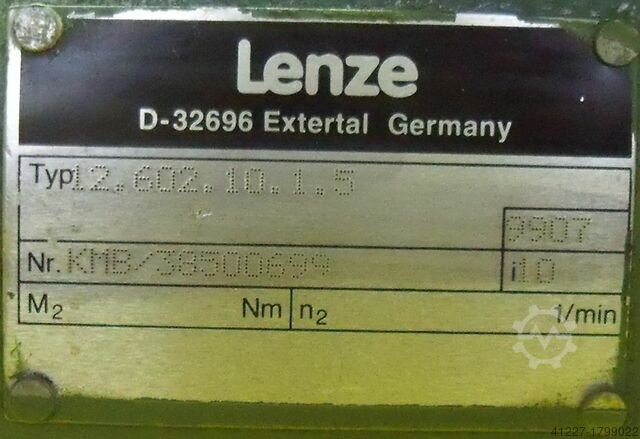 Lenze
D-32696 Extertal Germany
Typ 12.602.10.1.5
9907
Nr. KMB/38500699
i 10
M2 Nm n2 1/min
41227-1799022